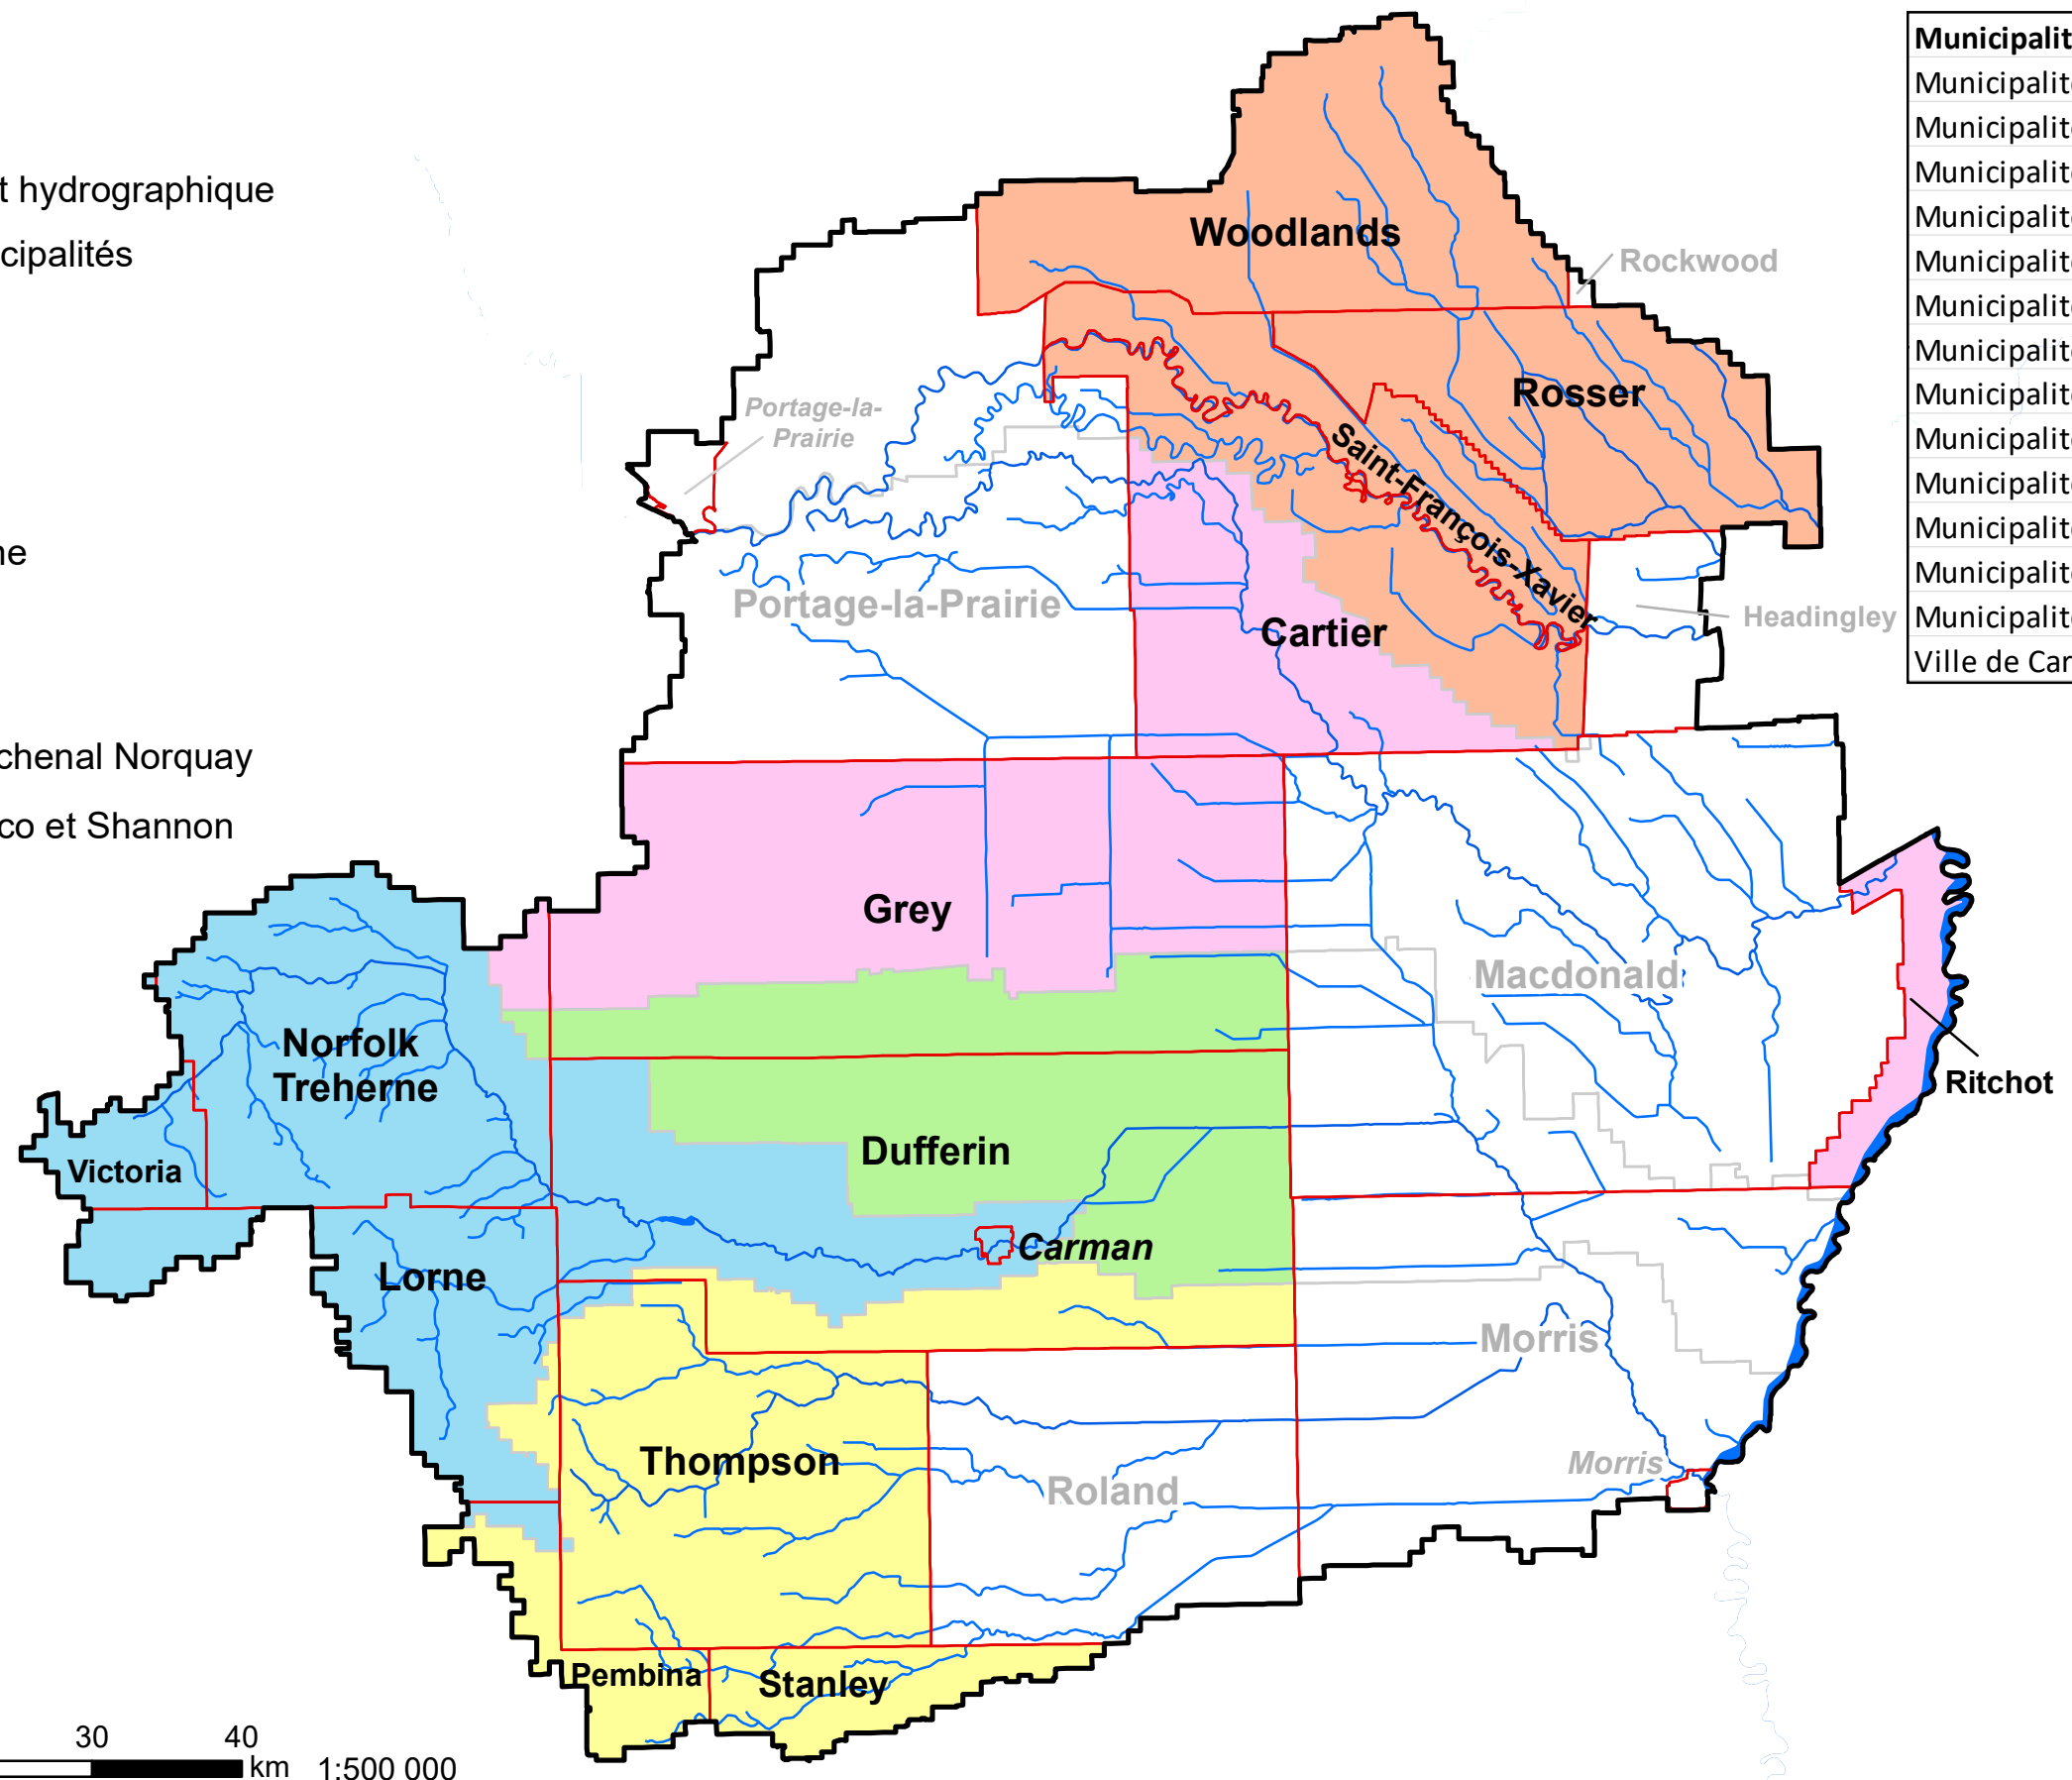 t hydrographique
cipalités
ne
chenal Norquay
co et Shannon
30
40
km
1:500 000
Woodlands
Rockwood
Rosser
Portage-la-
Prairie
Saint-François-Xavier
Portage-la-Prairie
Cartier
Headingley
Grey
Macdonald
Norfolk
Treherne
Ritchot
Victoria
Dufferin
Carman
Lorne
Morris
Thompson
Roland
Morris
Pembina
Stanley
Municipalit
Municipalit
Municipalit
Municipalit
Municipalit
Municipalit
Municipalit
Municipalit
Municipalit
Municipalit
Municipalit
Municipalit
Municipalit
Municipalit
Ville de Car